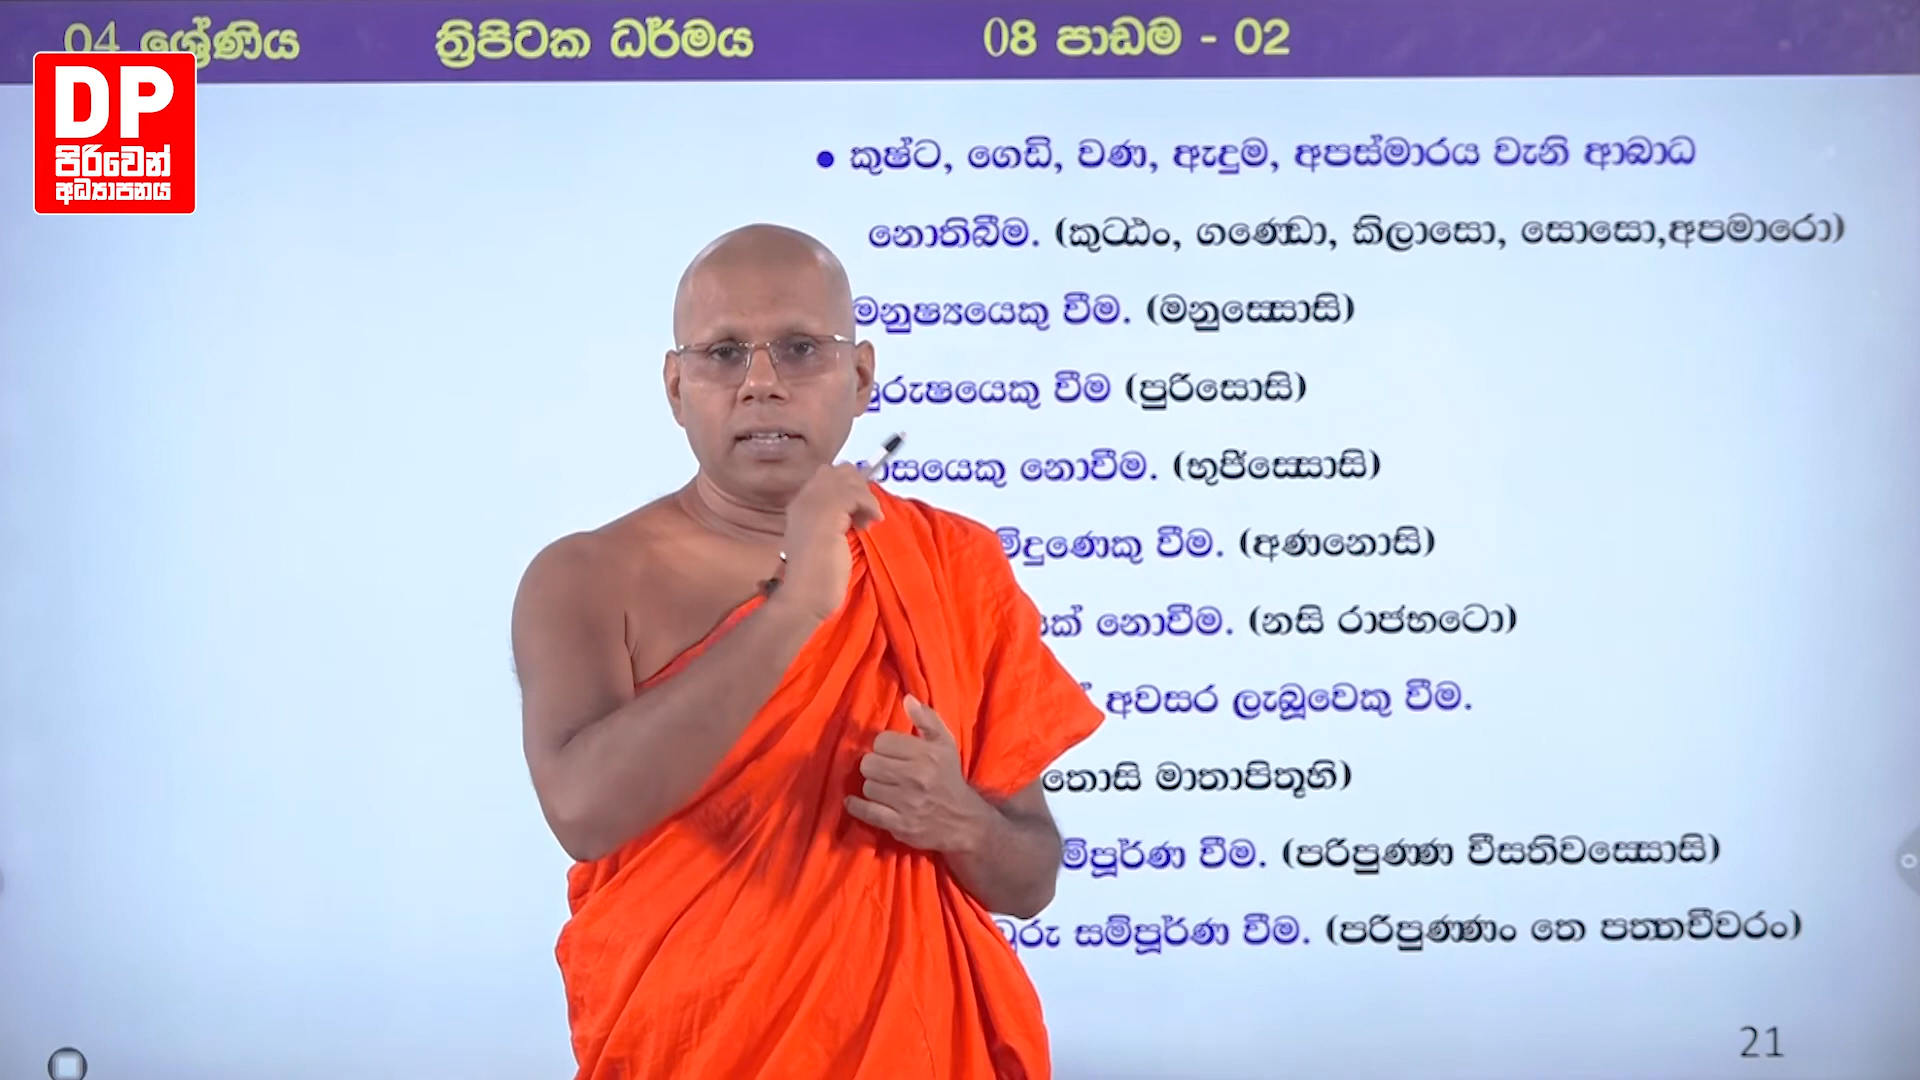 04 ශ්‍රේණිය ත්‍රිපිටක ධර්මය 08 පාඩම - 02
DP
පිරිවෙන්
අධ්‍යාපනය
• කුෂ්ට, ගෙඩි, වණ, ඇදුම, අපස්මාරය වැනි ආබාධ
නොතිබීම. (කුට්ඨං, ගණ්ඩො, කිලාසො, සොසො,අපමාරො)
මනුෂ්‍යයෙකු වීම. (මනුස්සොසි)
පුරුෂයෙකු වීම (පුරිසොසි)
නොවීම. (භුජිස්සොසි)
වීම. (අණනොසි)
නොවීම. (නසි රාජභටො)
අවසර ලැබූවෙකු වීම.
මාතාපිතූහි)
වීම. (පරිපුණ්ණ වීසතිවස්සොසි)
සම්පූර්ණ වීම. (පරිපුණ්ණං තෙ පත්තචීවරං)
21